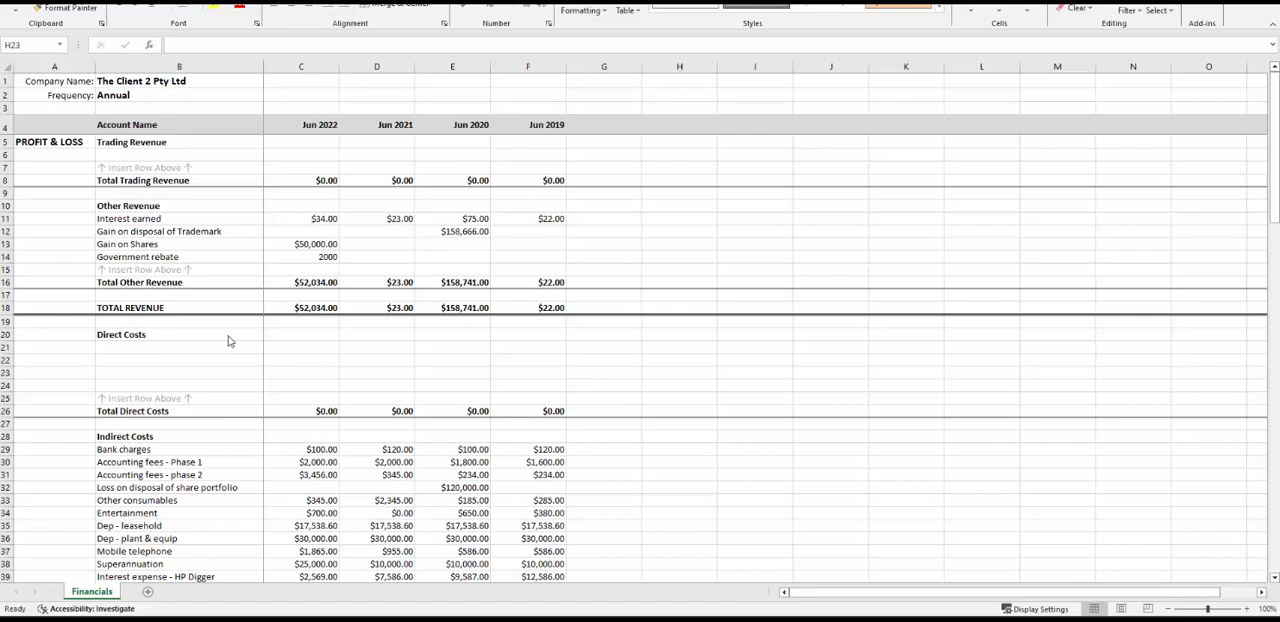 Format Painter
Formatting Table Clear Filter Select
Clipboard Font Alignment Number Styles Cells Editing Add-ins
H23 fx
A B C D E F G H I J K L M N O
1 Company Name: The Client 2 Pty Ltd
2 Frequency: Annual
3
4 Account Name Jun 2022 Jun 2021 Jun 2020 Jun 2019
5 PROFIT & LOSS Trading Revenue
6
7 ↑ Insert Row Above ↑
8 Total Trading Revenue $0.00 $0.00 $0.00 $0.00
9
10 Other Revenue
11 Interest earned $34.00 $23.00 $75.00 $22.00
12 Gain on disposal of Trademark $158,666.00
13 Gain on Shares $50,000.00
14 Government rebate 2000
15 ↑ Insert Row Above ↑
16 Total Other Revenue $52,034.00 $23.00 $158,741.00 $22.00
17
18 TOTAL REVENUE $52,034.00 $23.00 $158,741.00 $22.00
19
20 Direct Costs
21
22
23
24
25 ↑ Insert Row Above ↑
26 Total Direct Costs $0.00 $0.00 $0.00 $0.00
27
28 Indirect Costs
29 Bank charges $100.00 $120.00 $100.00 $120.00
30 Accounting fees - Phase 1 $2,000.00 $2,000.00 $1,800.00 $1,600.00
31 Accounting fees - phase 2 $3,456.00 $345.00 $234.00 $234.00
32 Loss on disposal of share portfolio $120,000.00
33 Other consumables $345.00 $2,345.00 $185.00 $285.00
34 Entertainment $700.00 $0.00 $650.00 $380.00
35 Dep - leasehold $17,538.60 $17,538.60 $17,538.60 $17,538.60
36 Dep - plant & equip $30,000.00 $30,000.00 $30,000.00 $30,000.00
37 Mobile telephone $1,865.00 $955.00 $586.00 $586.00
38 Superannuation $25,000.00 $10,000.00 $10,000.00 $10,000.00
39 Interest expense - HP Digger $2,569.00 $7,586.00 $9,587.00 $12,586.00
Financials
Ready Accessibility: Investigate Display Settings 100%